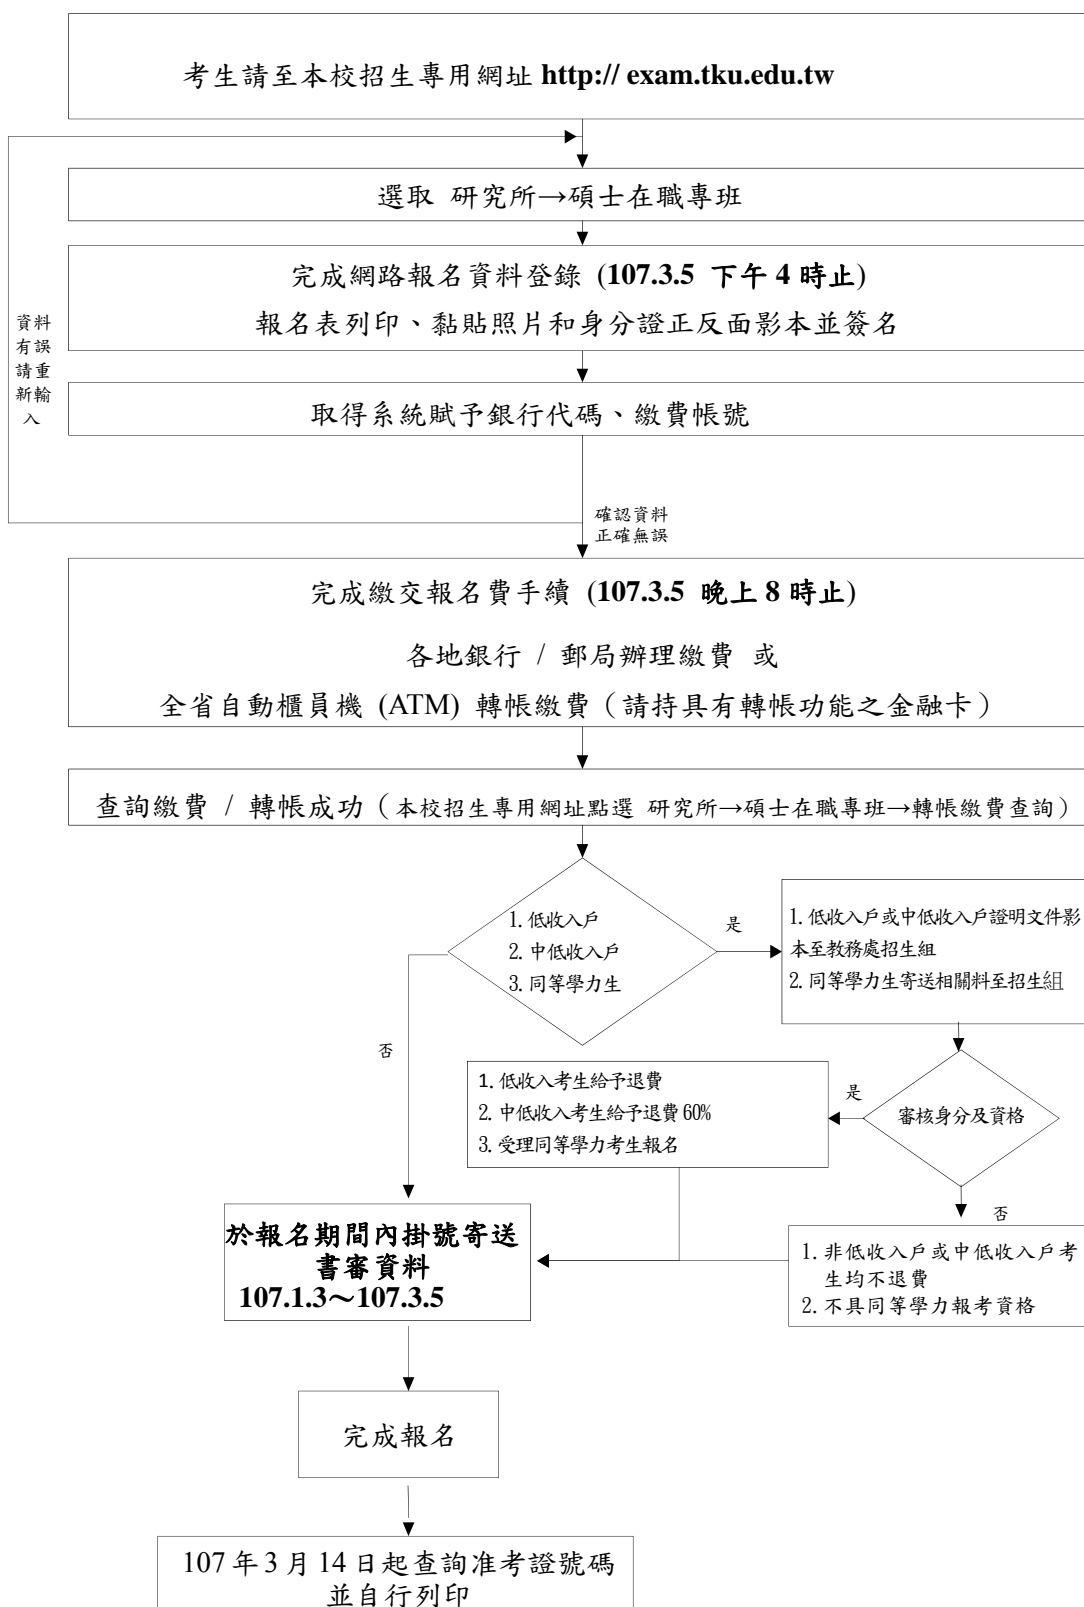 考生請至本校招生專用網址 http:// exam.tku.edu.tw
選取 研究所→碩士在職專班
完成網路報名資料登錄 (107.3.5 下午 4 時止)
報名表列印、黏貼照片和身分證正反面影本並簽名
資料
有誤
請重
新輸
入
取得系統賦予銀行代碼、繳費帳號
確認資料
正確無誤
完成繳交報名費手續 (107.3.5 晚上 8 時止)
各地銀行 / 郵局辦理繳費 或
全省自動櫃員機 (ATM) 轉帳繳費（請持具有轉帳功能之金融卡）
查詢繳費 / 轉帳成功（本校招生專用網址點選 研究所→碩士在職專班→轉帳繳費查詢）
1. 低收入戶
2. 中低收入戶
3. 同等學力生
是
1. 低收入戶或中低收入戶證明文件影
本至教務處招生組
2. 同等學力生寄送相關料至招生組
否
1. 低收入考生給予退費
2. 中低收入考生給予退費 60%
3. 受理同等學力考生報名
是
審核身分及資格
否
於報名期間內掛號寄送
書審資料
107.1.3～107.3.5
1. 非低收入戶或中低收入戶考
生均不退費
2. 不具同等學力報考資格
完成報名
107 年 3 月 14 日起查詢准考證號碼
並自行列印